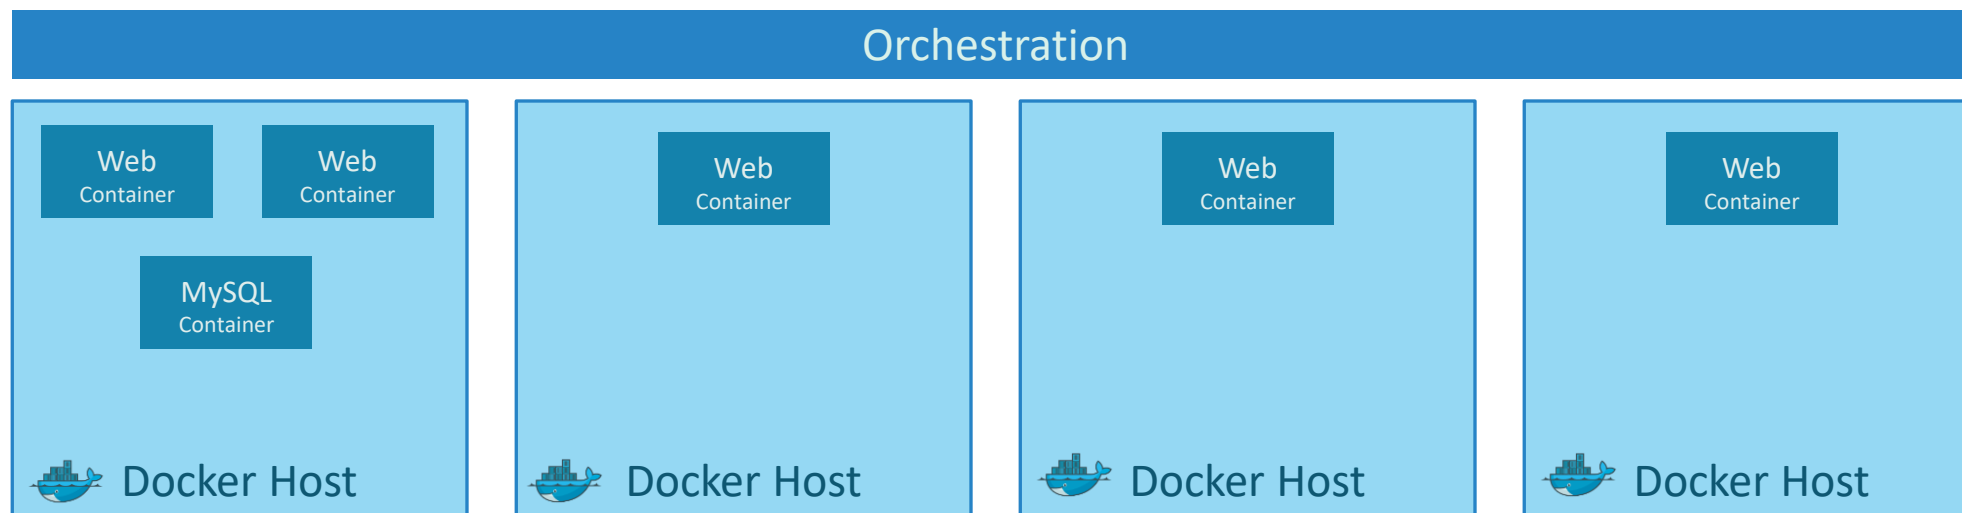 Orchestration
Web
Container
Web
Container
MySQL
Container
Docker Host
Web
Container
Docker Host
Web
Container
Docker Host
Web
Container
Docker Host